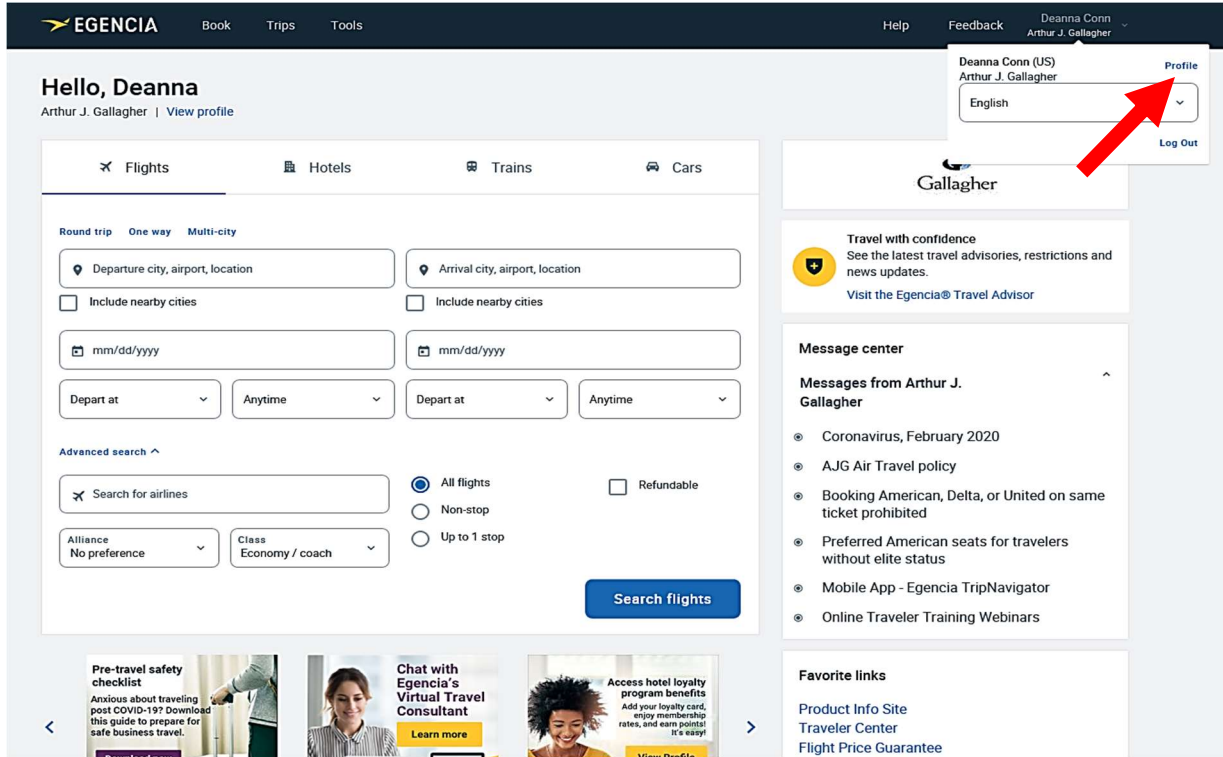 EGENCIA Book Trips Tools Help Feedback Deanna Conn
Arthur J. Gallagher
Deanna Conn (US)
Arthur J. Gallagher
Profile
English
Log Out
Hello, Deanna
Arthur J. Gallagher | View profile
Flights Hotels Trains Cars
Round trip One way Multi-city
Departure city, airport, location
Arrival city, airport, location
Include nearby cities
Include nearby cities
mm/dd/yyyy
mm/dd/yyyy
Depart at Anytime Depart at Anytime
Advanced search
Search for airlines
Alliance
No preference
Class
Economy / coach
All flights
Non-stop
Up to 1 stop
Refundable
Search flights
Gallagher
Travel with confidence
See the latest travel advisories, restrictions and
news updates.
Visit the Egencia® Travel Advisor
Message center
Messages from Arthur J.
Gallagher
Coronavirus, February 2020
AJG Air Travel policy
Booking American, Delta, or United on same
ticket prohibited
Preferred American seats for travelers
without elite status
Mobile App - Egencia TripNavigator
Online Traveler Training Webinars
Pre-travel safety
checklist
Anxious about traveling
post COVID-19? Download
this guide to prepare for
safe business travel.
Chat with
Egencia's
Virtual Travel
Consultant
Learn more
Access hotel loyalty
program benefits
Add your loyalty card,
enjoy membership
rates, and earn points!
It's easy!
View Profile
Favorite links
Product Info Site
Traveler Center
Flight Price Guarantee